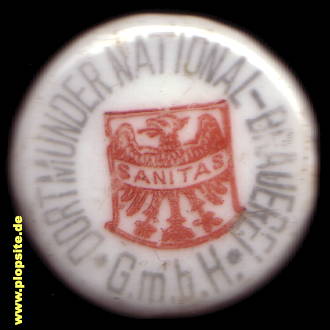 DORTMUNDER NATIONAL-BRAUEREI
G.m.b.H.
SANITAS
www.plopsite.de